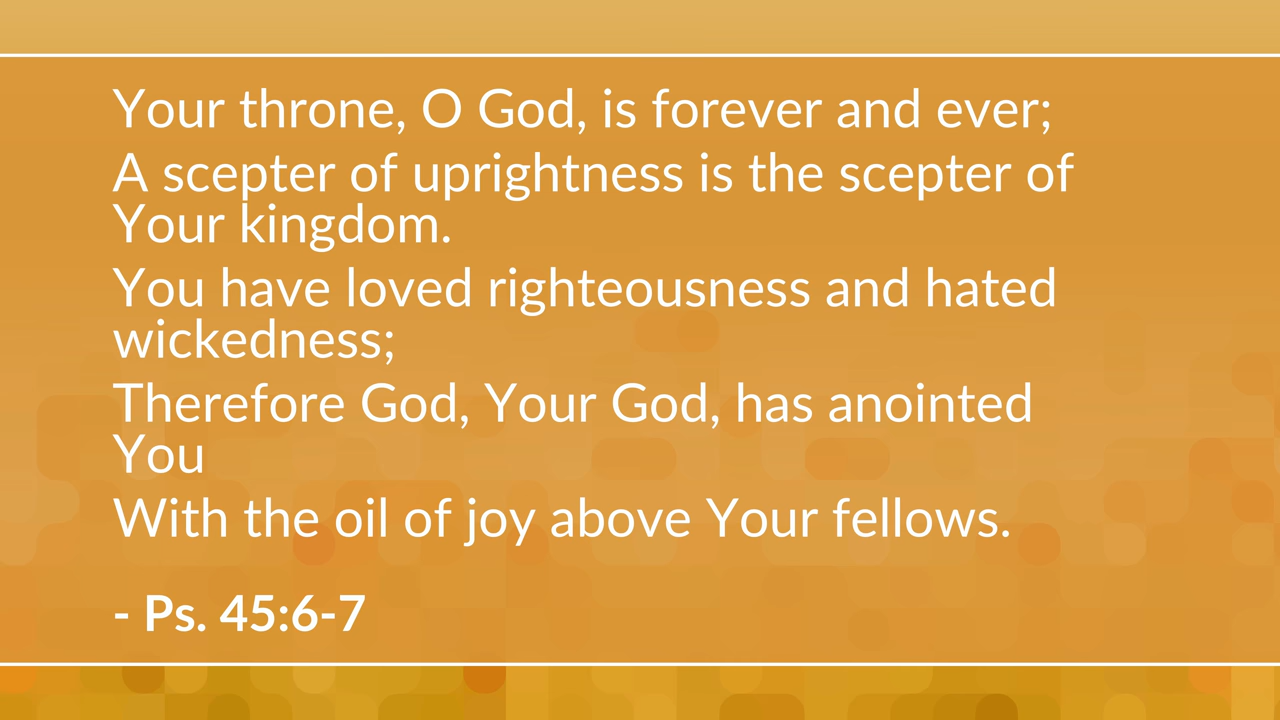 Your throne, O God, is forever and ever;
A scepter of uprightness is the scepter of
Your kingdom.
You have loved righteousness and hated
wickedness;
Therefore God, Your God, has anointed
You
With the oil of joy above Your fellows.
- Ps. 45:6-7